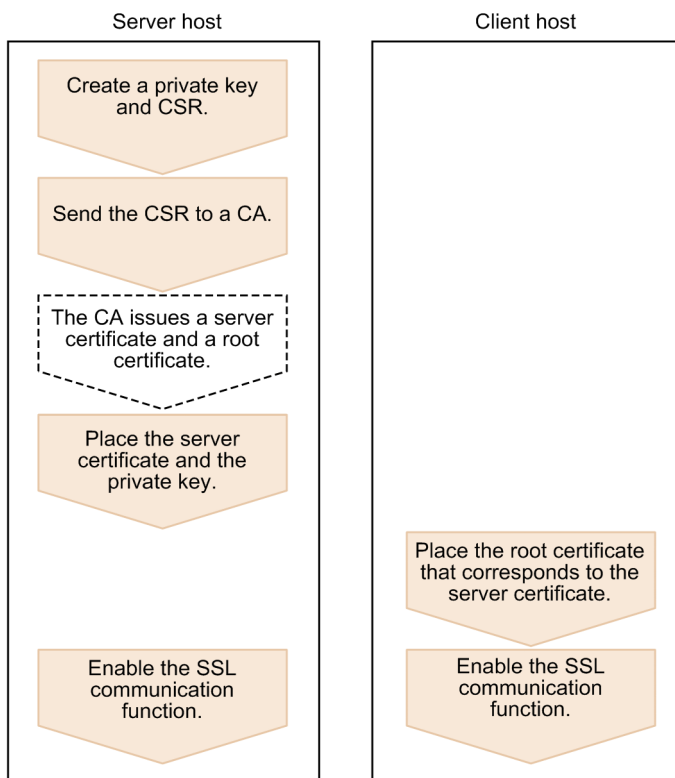 Server host
Client host
Create a private key
and CSR.
Send the CSR to a CA.
The CA issues a server
certificate and a root
certificate.
Place the server
certificate and the
private key.
Place the root certificate
that corresponds to the
server certificate.
Enable the SSL
communication
function.
Enable the SSL
communication
function.